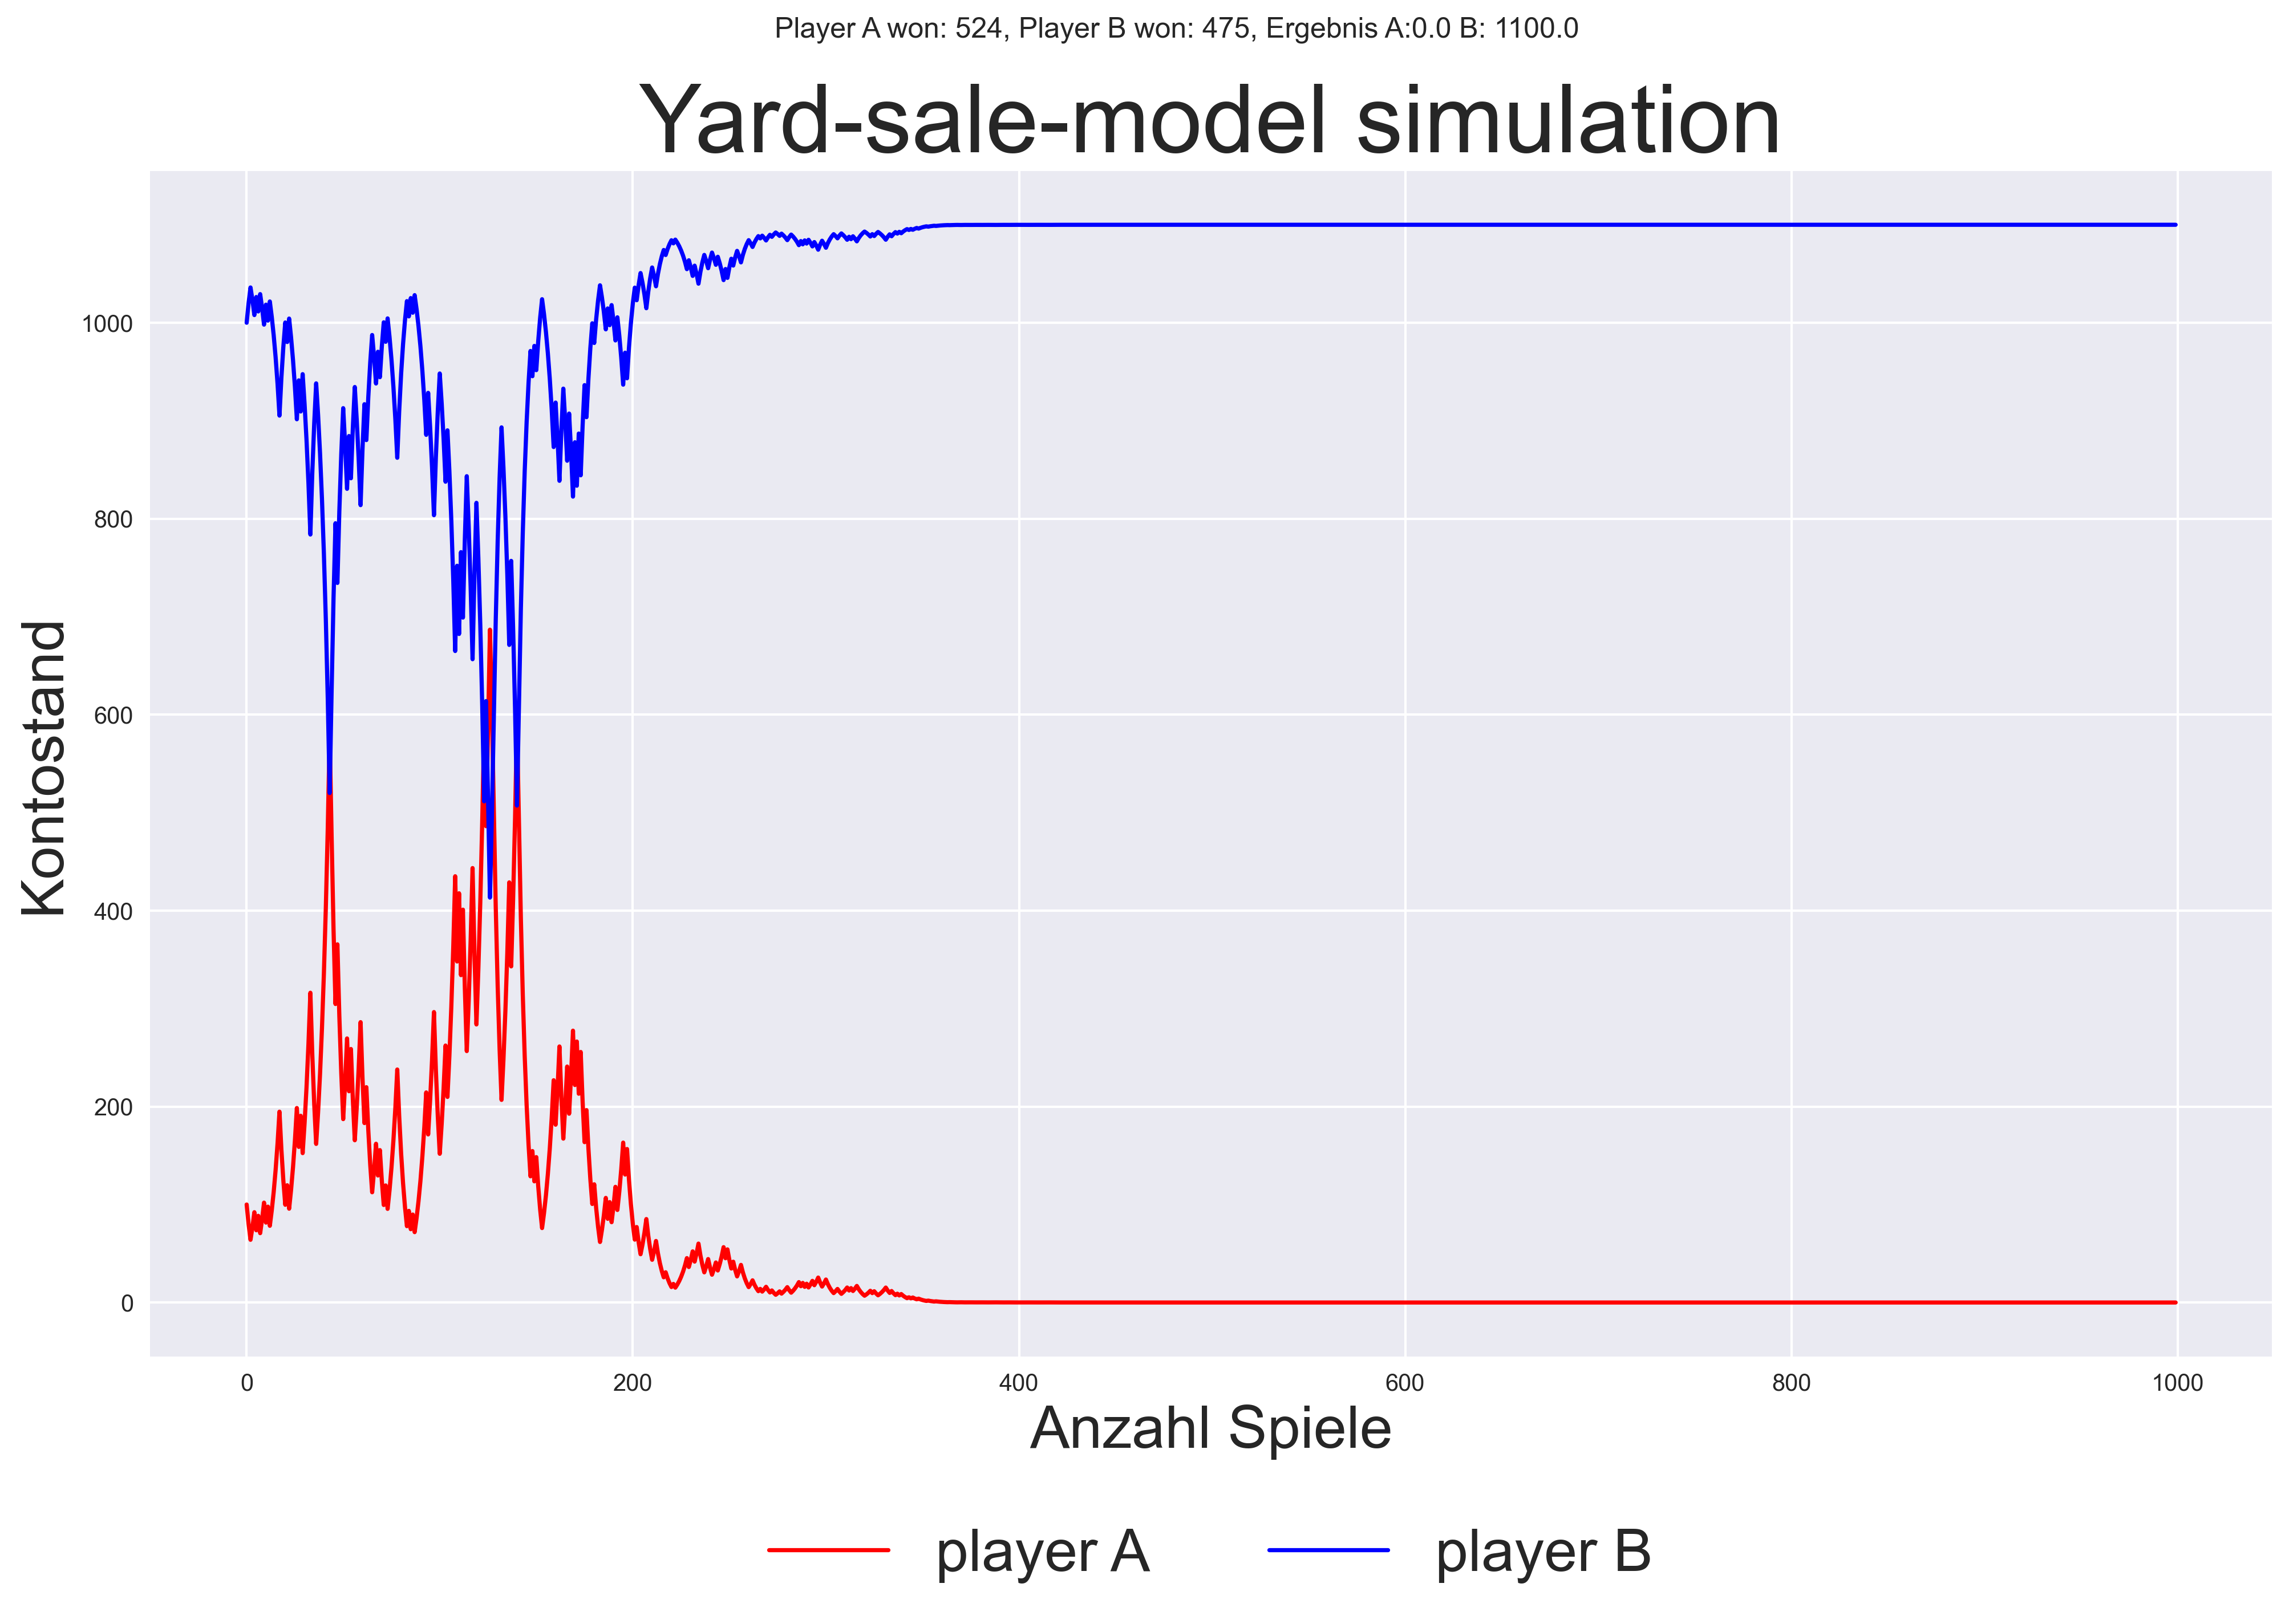 Player A won: 524, Player B won: 475, Ergebnis A:0.0 B: 1100.0
Yard-sale-model simulation
Kontostand
1000
800
600
400
200
0
0 200 400 600 800 1000
Anzahl Spiele
player A player B